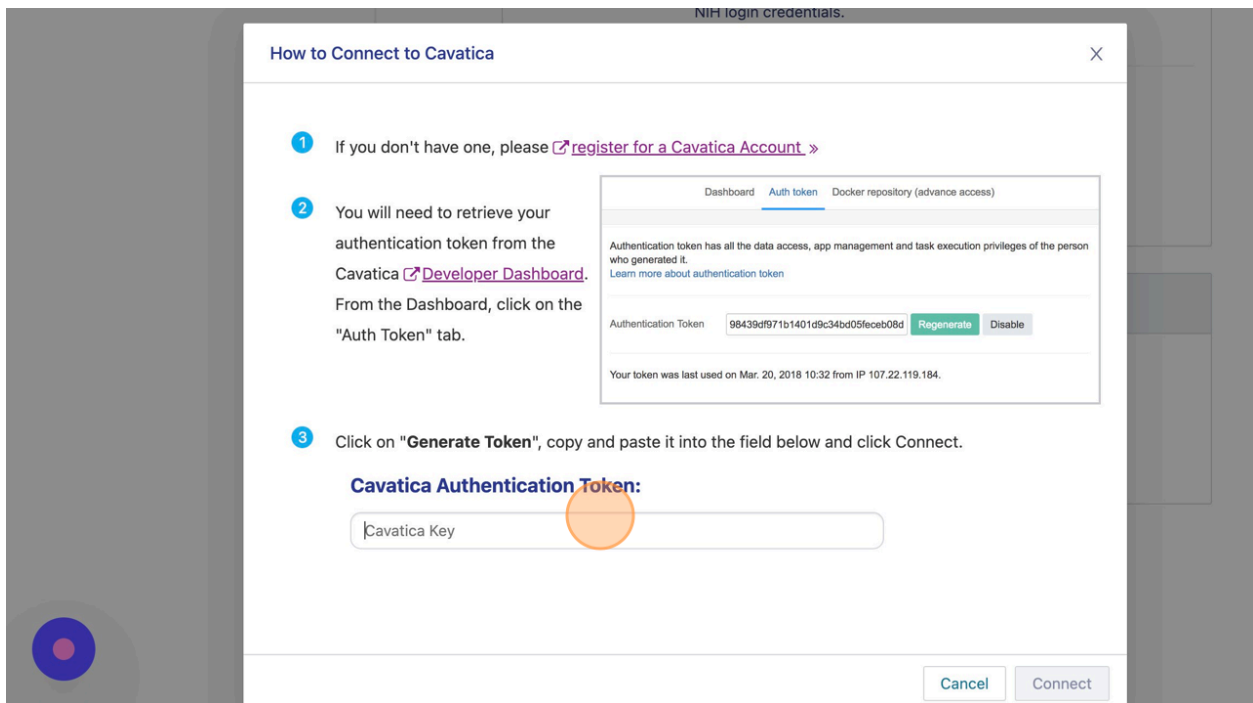 NIH login credentials.
How to Connect to Cavatica
X
1
If you don't have one, please register for a Cavatica Account »
2
You will need to retrieve your
authentication token from the
Cavatica Developer Dashboard.
From the Dashboard, click on the
"Auth Token" tab.
Dashboard Auth token Docker repository (advance access)
Authentication token has all the data access, app management and task execution privileges of the person
who generated it.
Learn more about authentication token
Authentication Token 98439df971b1401d9c34bd05feceb08d Regenerate Disable
Your token was last used on Mar. 20, 2018 10:32 from IP 107.22.119.184.
3
Click on "Generate Token", copy and paste it into the field below and click Connect.
Cavatica Authentication Token:
Cavatica Key
Cancel Connect